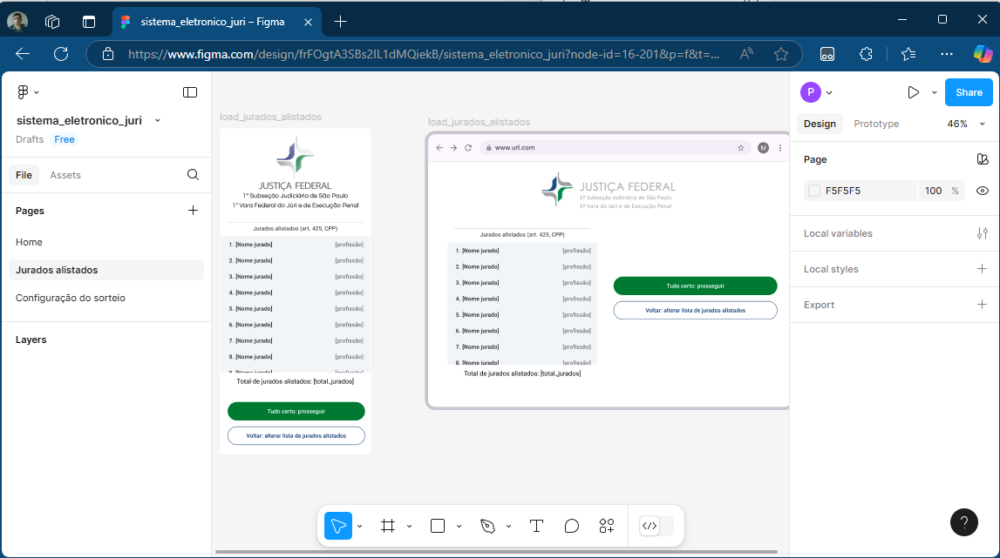 sistema_eletronico_juri – Figma
https://www.figma.com/design/frFOgtA3SBs2IL1dMQiekB/sistema_eletronico_juri?node-id=16-201&p=f&t=...
sistema_eletronico_juri
Drafts Free
File Assets
Pages
Home
Jurados alistados
Configuração do sorteio
Layers
load_jurados_alistados
JUSTIÇA FEDERAL
1ª Subseção Judiciária de São Paulo
1ª Vara Federal do Júri e de Execução Penal
Jurados alistados (art. 425, CPP)
1. [Nome jurado] [profissão]
2. [Nome jurado] [profissão]
3. [Nome jurado] [profissão]
4. [Nome jurado] [profissão]
5. [Nome jurado] [profissão]
6. [Nome jurado] [profissão]
7. [Nome jurado] [profissão]
8. [Nome jurado] [profissão]
9. [Nome jurado] [profissão]
Total de jurados alistados: [total_jurados]
Tudo certo: prosseguir
Voltar: alterar lista de jurados alistados
load_jurados_alistados
www.url.com
M
JUSTIÇA FEDERAL
1ª Subseção Judiciária de São Paulo
1ª Vara do Júri e de Execução Penal
Jurados alistados (art. 425, CPP)
1. [Nome jurado] [profissão]
2. [Nome jurado] [profissão]
3. [Nome jurado] [profissão]
4. [Nome jurado] [profissão]
5. [Nome jurado] [profissão]
6. [Nome jurado] [profissão]
7. [Nome jurado] [profissão]
8. [Nome jurado] [profissão]
Total de jurados alistados: [total_jurados]
Tudo certo: prosseguir
Voltar: alterar lista de jurados alistados
P
Share
Design Prototype 46%
Page
F5F5F5 100 %
Local variables
Local styles
Export
?